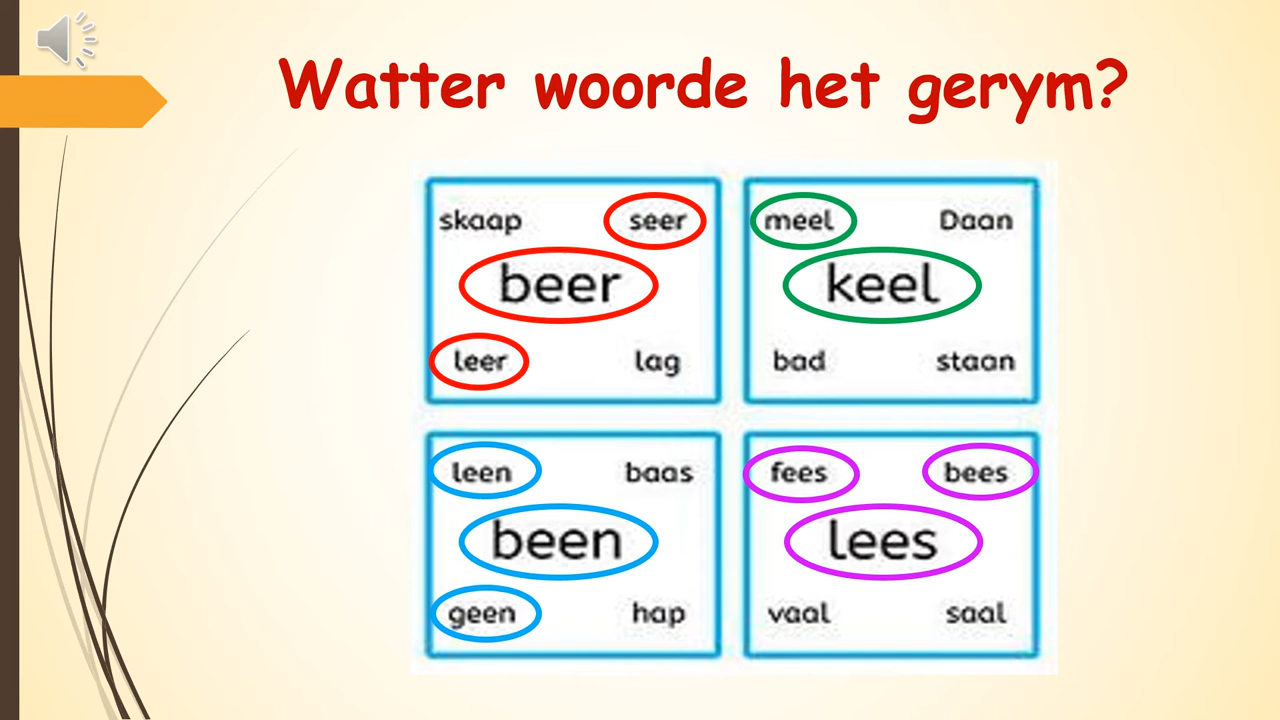 Watter woorde het gerym?
skaap seer
beer
leer lag
meel Daan
keel
bad staan
leen baas
been
geen hap
fees bees
lees
vaal saal